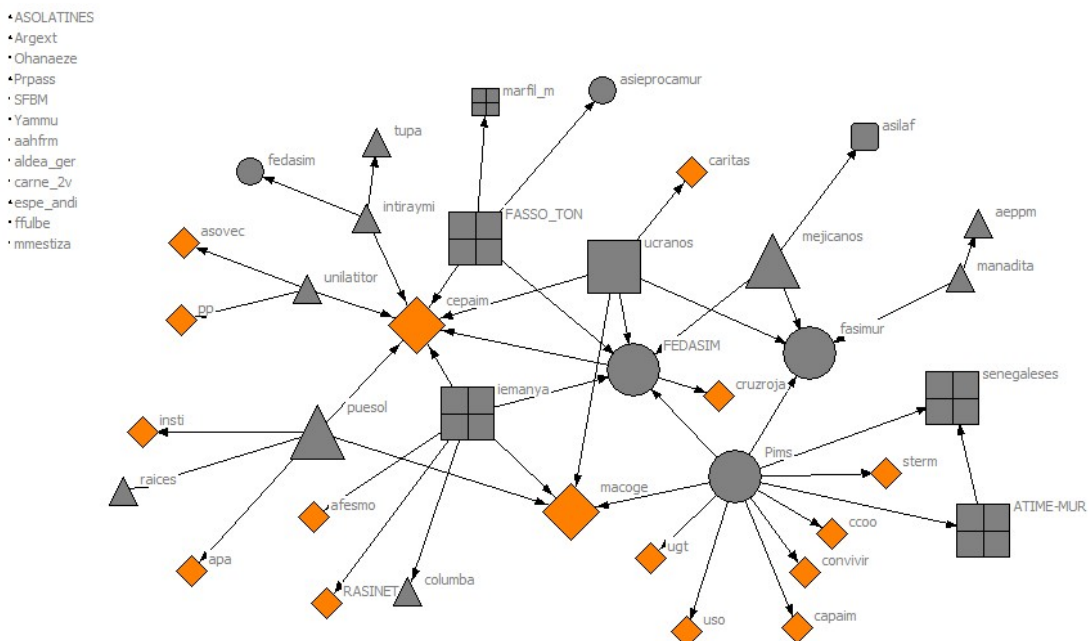 ASOLATINES
Argext
Ohanaeze
Prpass
SFBM
Yammu
aahfrm
aldea_ger
carne_2v
espe_andi
ffulbe
mmestiza
marfil_m
asieprocamur
tupa
asilaf
fedasim
caritas
intiraymi
FASSO_TON
aeppm
asovec
ucranos
mejicanos
unilatitor
manadita
pp
cepaim
fasimur
FEDASIM
senegaleses
puesol
iemanya
cruzroja
insti
Pims
raices
sterm
afesmo
macoge
ATIME-MUR
ccoo
apa
ugt
convivir
RASINET
columba
uso
capaim